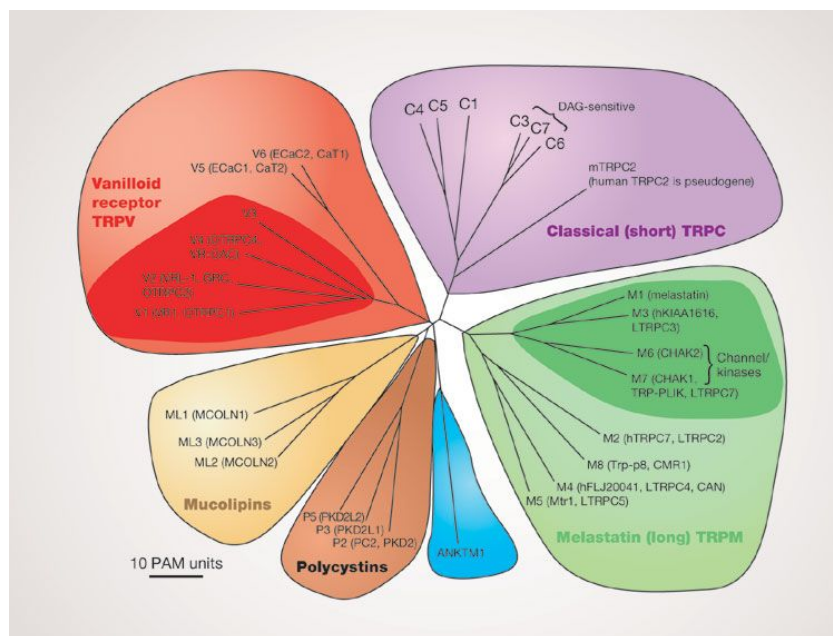 C4
C5
C1
DAG-sensitive
C3
C7
C6
mTRPC2
(human TRPC2 is pseudogene)
Classical (short) TRPC
V6 (ECaC2, CaT1)
V5 (ECaC1, CaT2)
Vanilloid
receptor
TRPV
V3
M1 (melastatin)
M3 (hKIAA1616,
LTRPC3)
M6 (CHAK2)
M7 (CHAK1,
TRP-PLIK, LTRPC7)
Channel/
kinases
M2 (hTRPC7, LTRPC2)
M8 (Trp-p8, CMR1)
M4 (hFLJ20041, LTRPC4, CAN)
M5 (Mtr1, LTRPC5)
Melastatin (long) TRPM
ML1 (MCOLN1)
ML3 (MCOLN3)
ML2 (MCOLN2)
Mucolipins
P5 (PKD2L2)
P3 (PKD2L1)
P2 (PC2, PKD2)
Polycystins
ANKTM1
10 PAM units